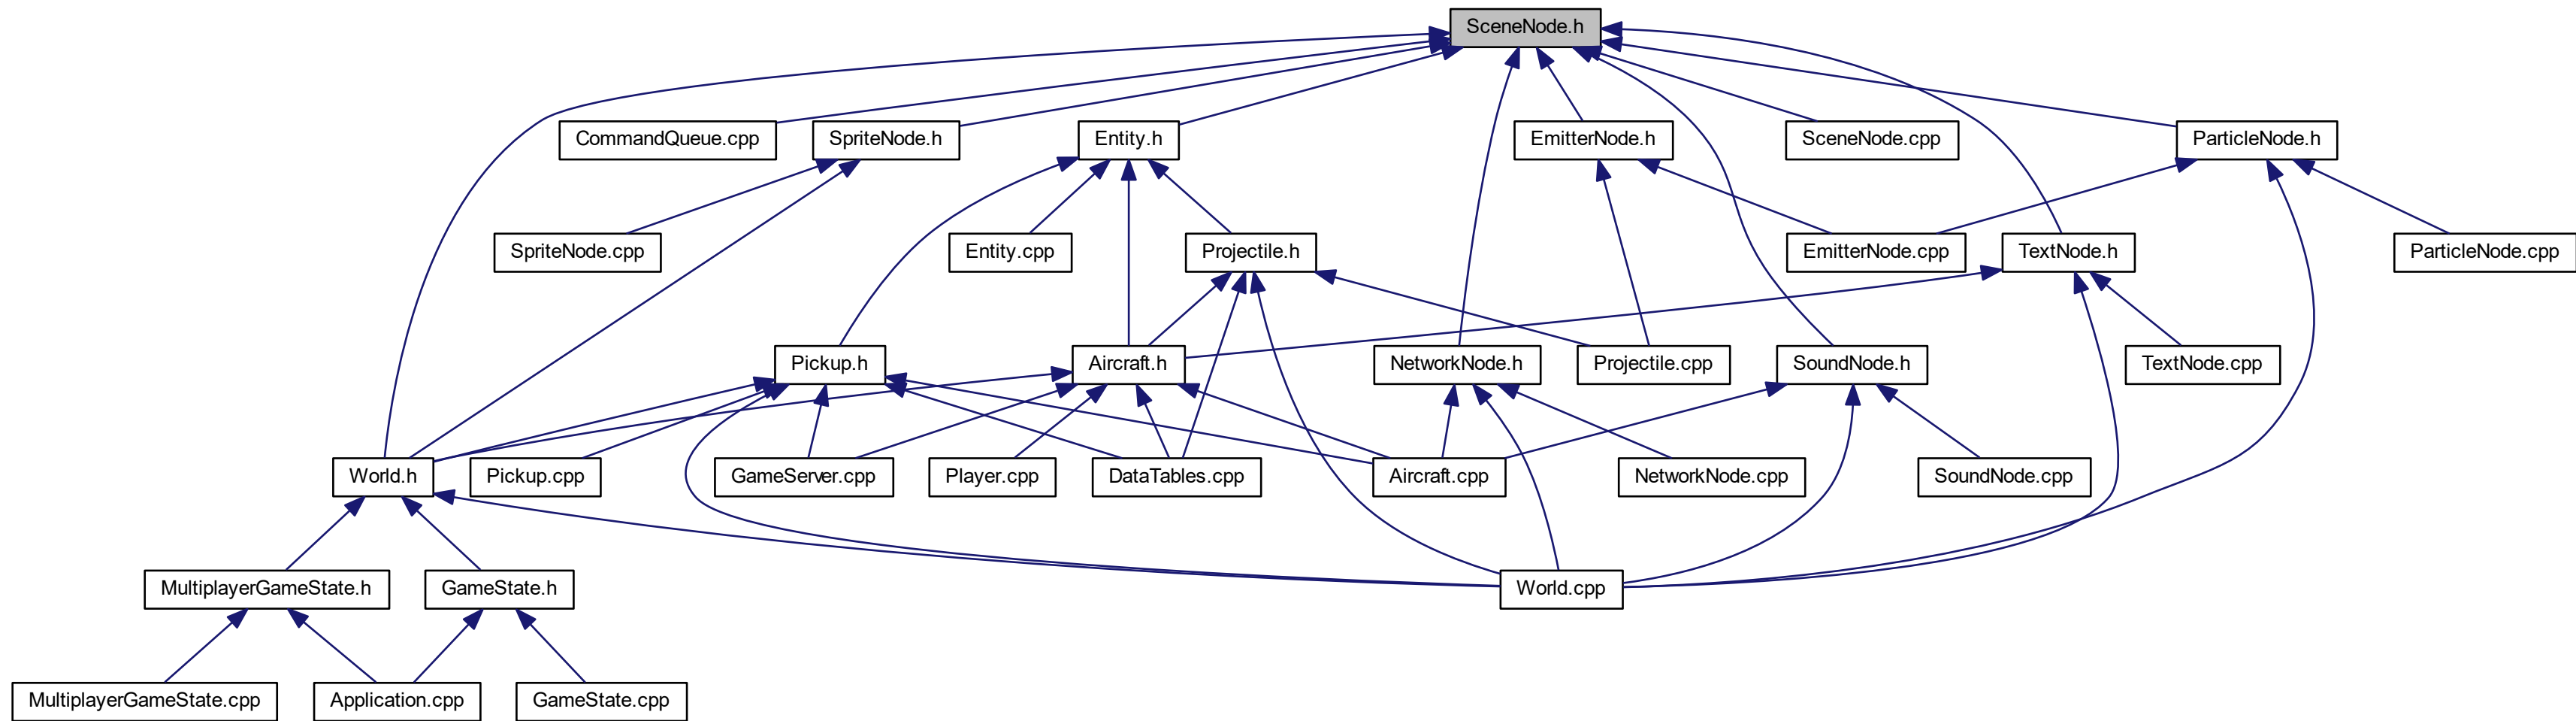 SceneNode.h
CommandQueue.cpp
SpriteNode.h
Entity.h
EmitterNode.h
SceneNode.cpp
ParticleNode.h
SpriteNode.cpp
Entity.cpp
Projectile.h
EmitterNode.cpp
TextNode.h
ParticleNode.cpp
Pickup.h
Aircraft.h
NetworkNode.h
Projectile.cpp
SoundNode.h
TextNode.cpp
World.h
Pickup.cpp
GameServer.cpp
Player.cpp
DataTables.cpp
Aircraft.cpp
NetworkNode.cpp
SoundNode.cpp
MultiplayerGameState.h
GameState.h
World.cpp
MultiplayerGameState.cpp
Application.cpp
GameState.cpp